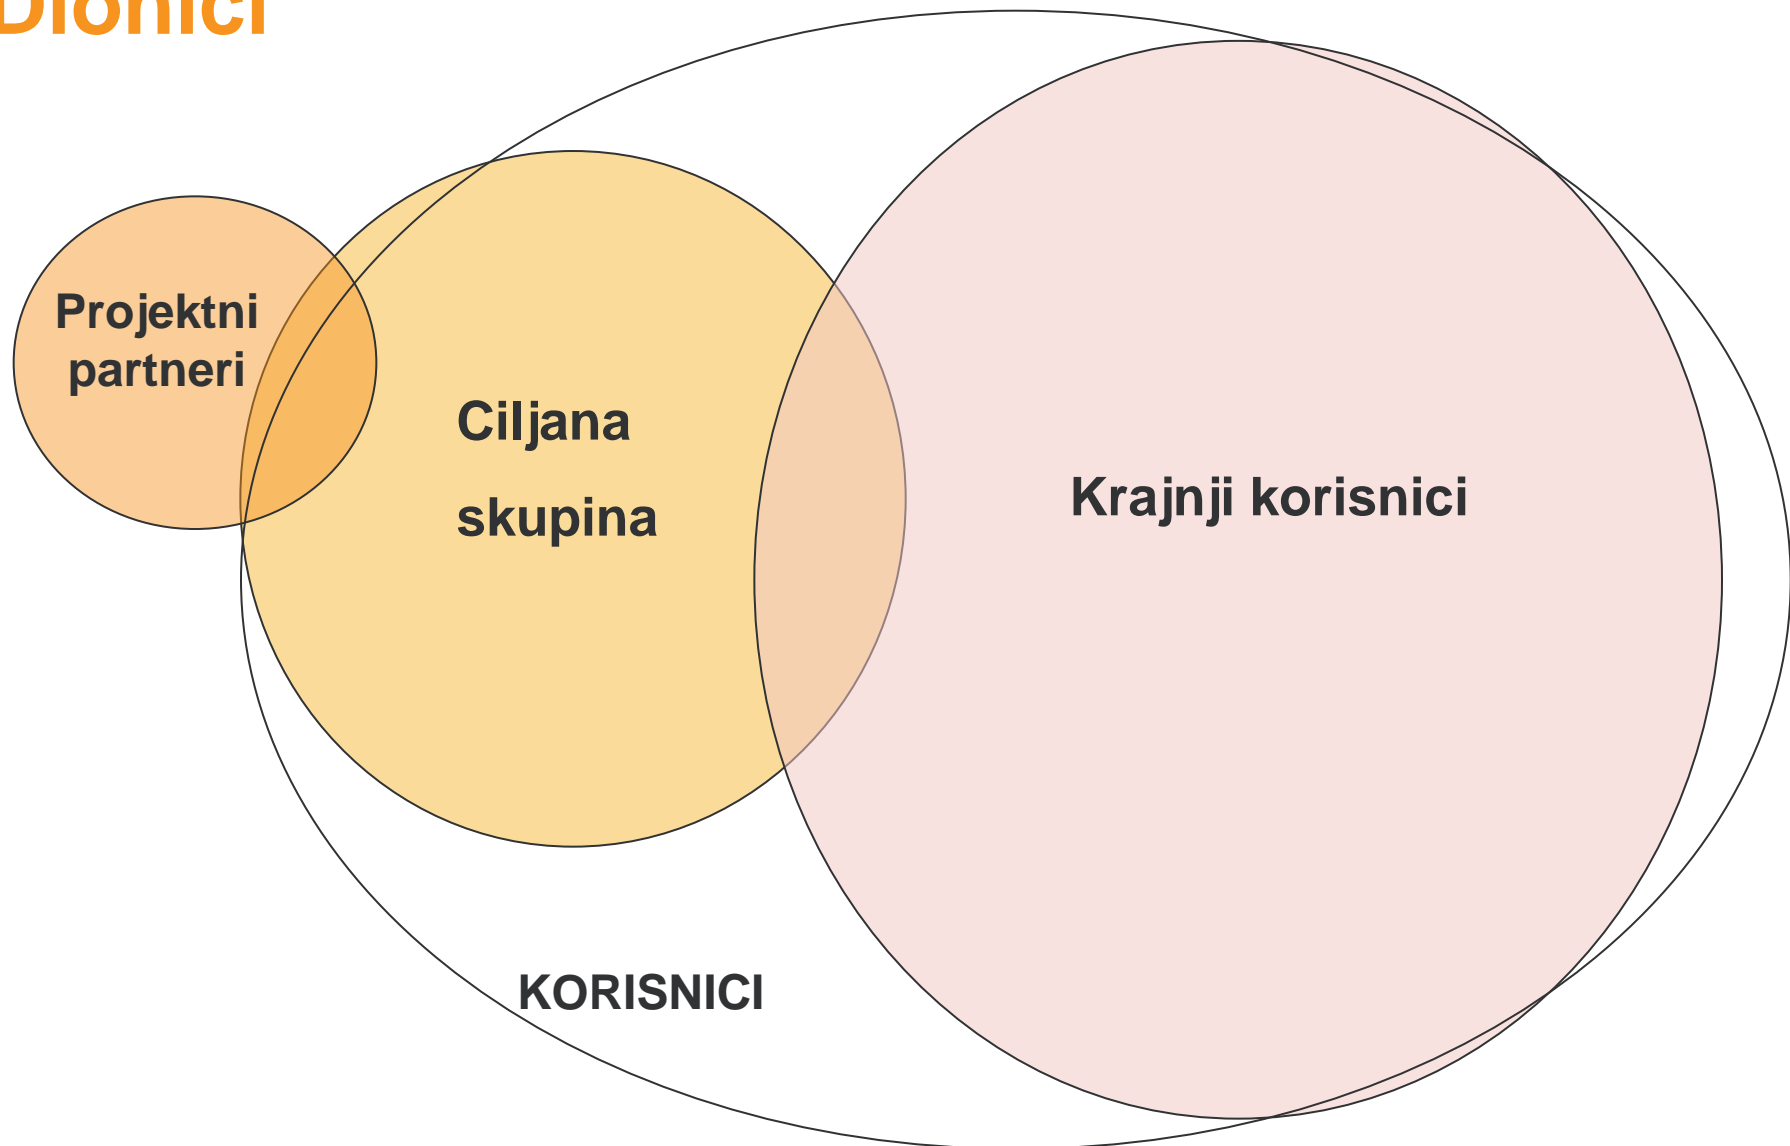 Dionici
Projektni
partneri
Ciljana
skupina
Krajnji korisnici
KORISNICI